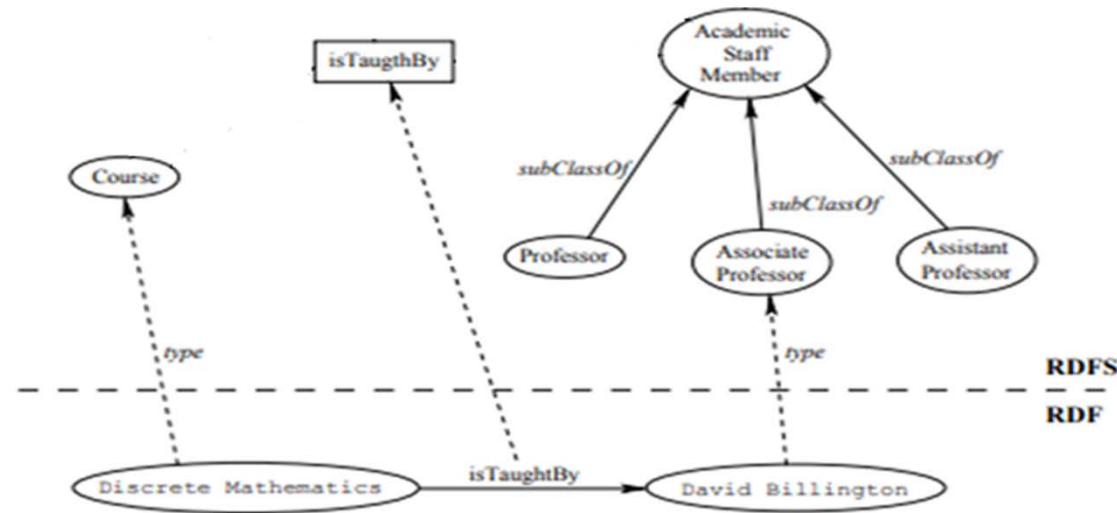 Academic
Staff
Member
isTaugthBy
subClassOf
subClassOf
Course
subClassOf
Professor
Associate
Professor
Assistant
Professor
type
type
RDFS
RDF
isTaughtBy
Discrete Mathematics
David Billington